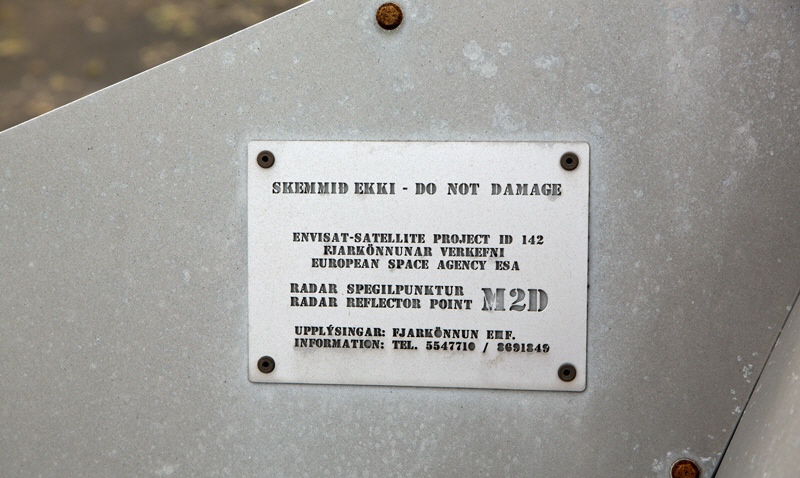 SKEMMID EKKI - DO NOT DAMAGE
ENVISAT-SATELLITE PROJECT ID 142
FJARKÖNNUNAR VERKEFNI
EUROPEAN SPACE AGENCY ESA
RADAR SPEGILPUNKTUR
RADAR REFLECTOR POINT M2D
UPPLÝSINGAR: FJARKÖNNUN EHF.
INFORMATION: TEL. 5547710 / 8691849